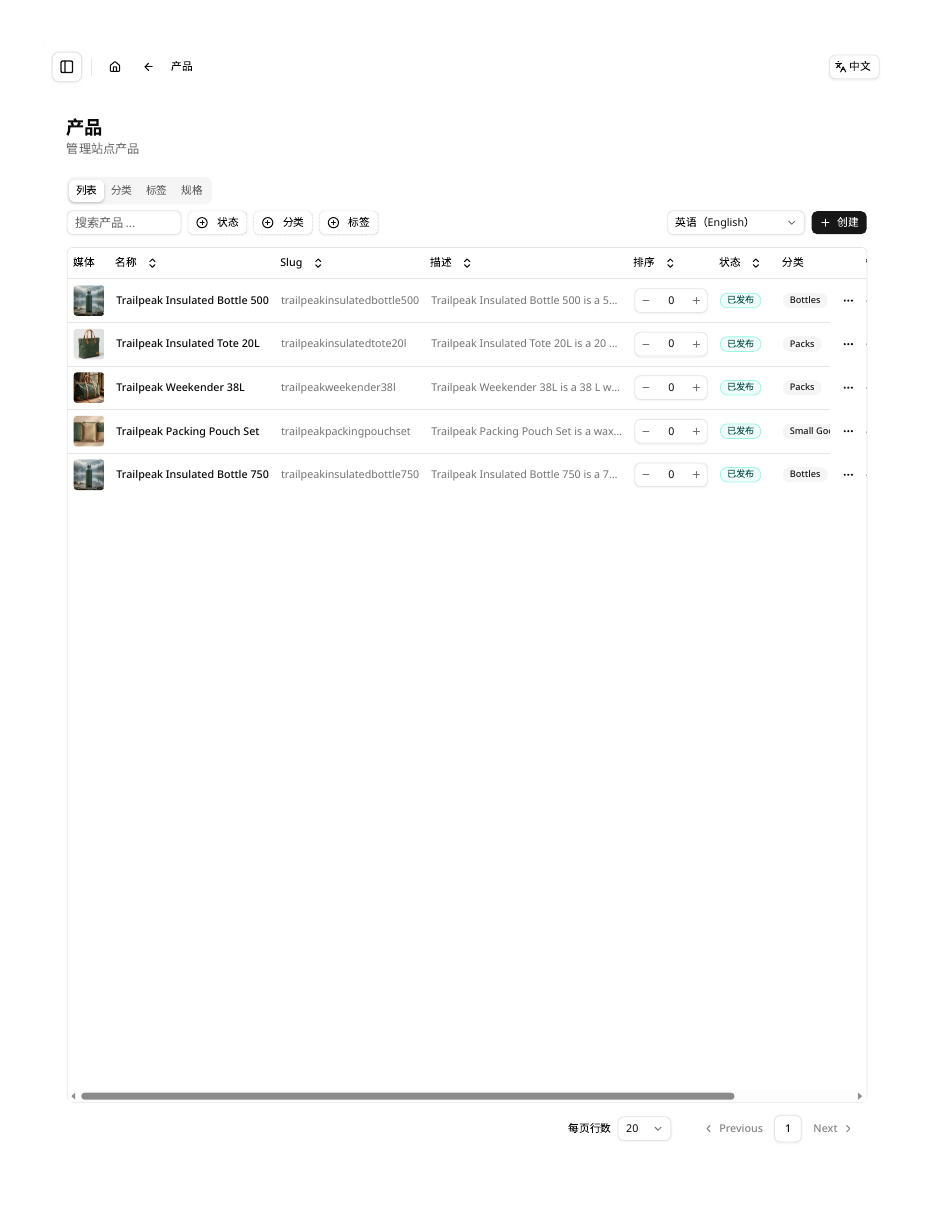 产品
中文
产品
管理站点产品
列表 分类 标签 规格
搜索产品 ... 状态 分类 标签 英语（English） 创建
媒体 名称 Slug 描述 排序 状态 分类
Trailpeak Insulated Bottle 500 trailpeakinsulatedbottle500 Trailpeak Insulated Bottle 500 is a 5... 0 已发布 Bottles
Trailpeak Insulated Tote 20L trailpeakinsulatedtote20l Trailpeak Insulated Tote 20L is a 20 ... 0 已发布 Packs
Trailpeak Weekender 38L trailpeakweekender38l Trailpeak Weekender 38L is a 38 L w... 0 已发布 Packs
Trailpeak Packing Pouch Set trailpeakpackingpouchset Trailpeak Packing Pouch Set is a wax... 0 已发布 Small
Trailpeak Insulated Bottle 750 trailpeakinsulatedbottle750 Trailpeak Insulated Bottle 750 is a 7... 0 已发布 Bottles
每页行数 20 Previous 1 Next